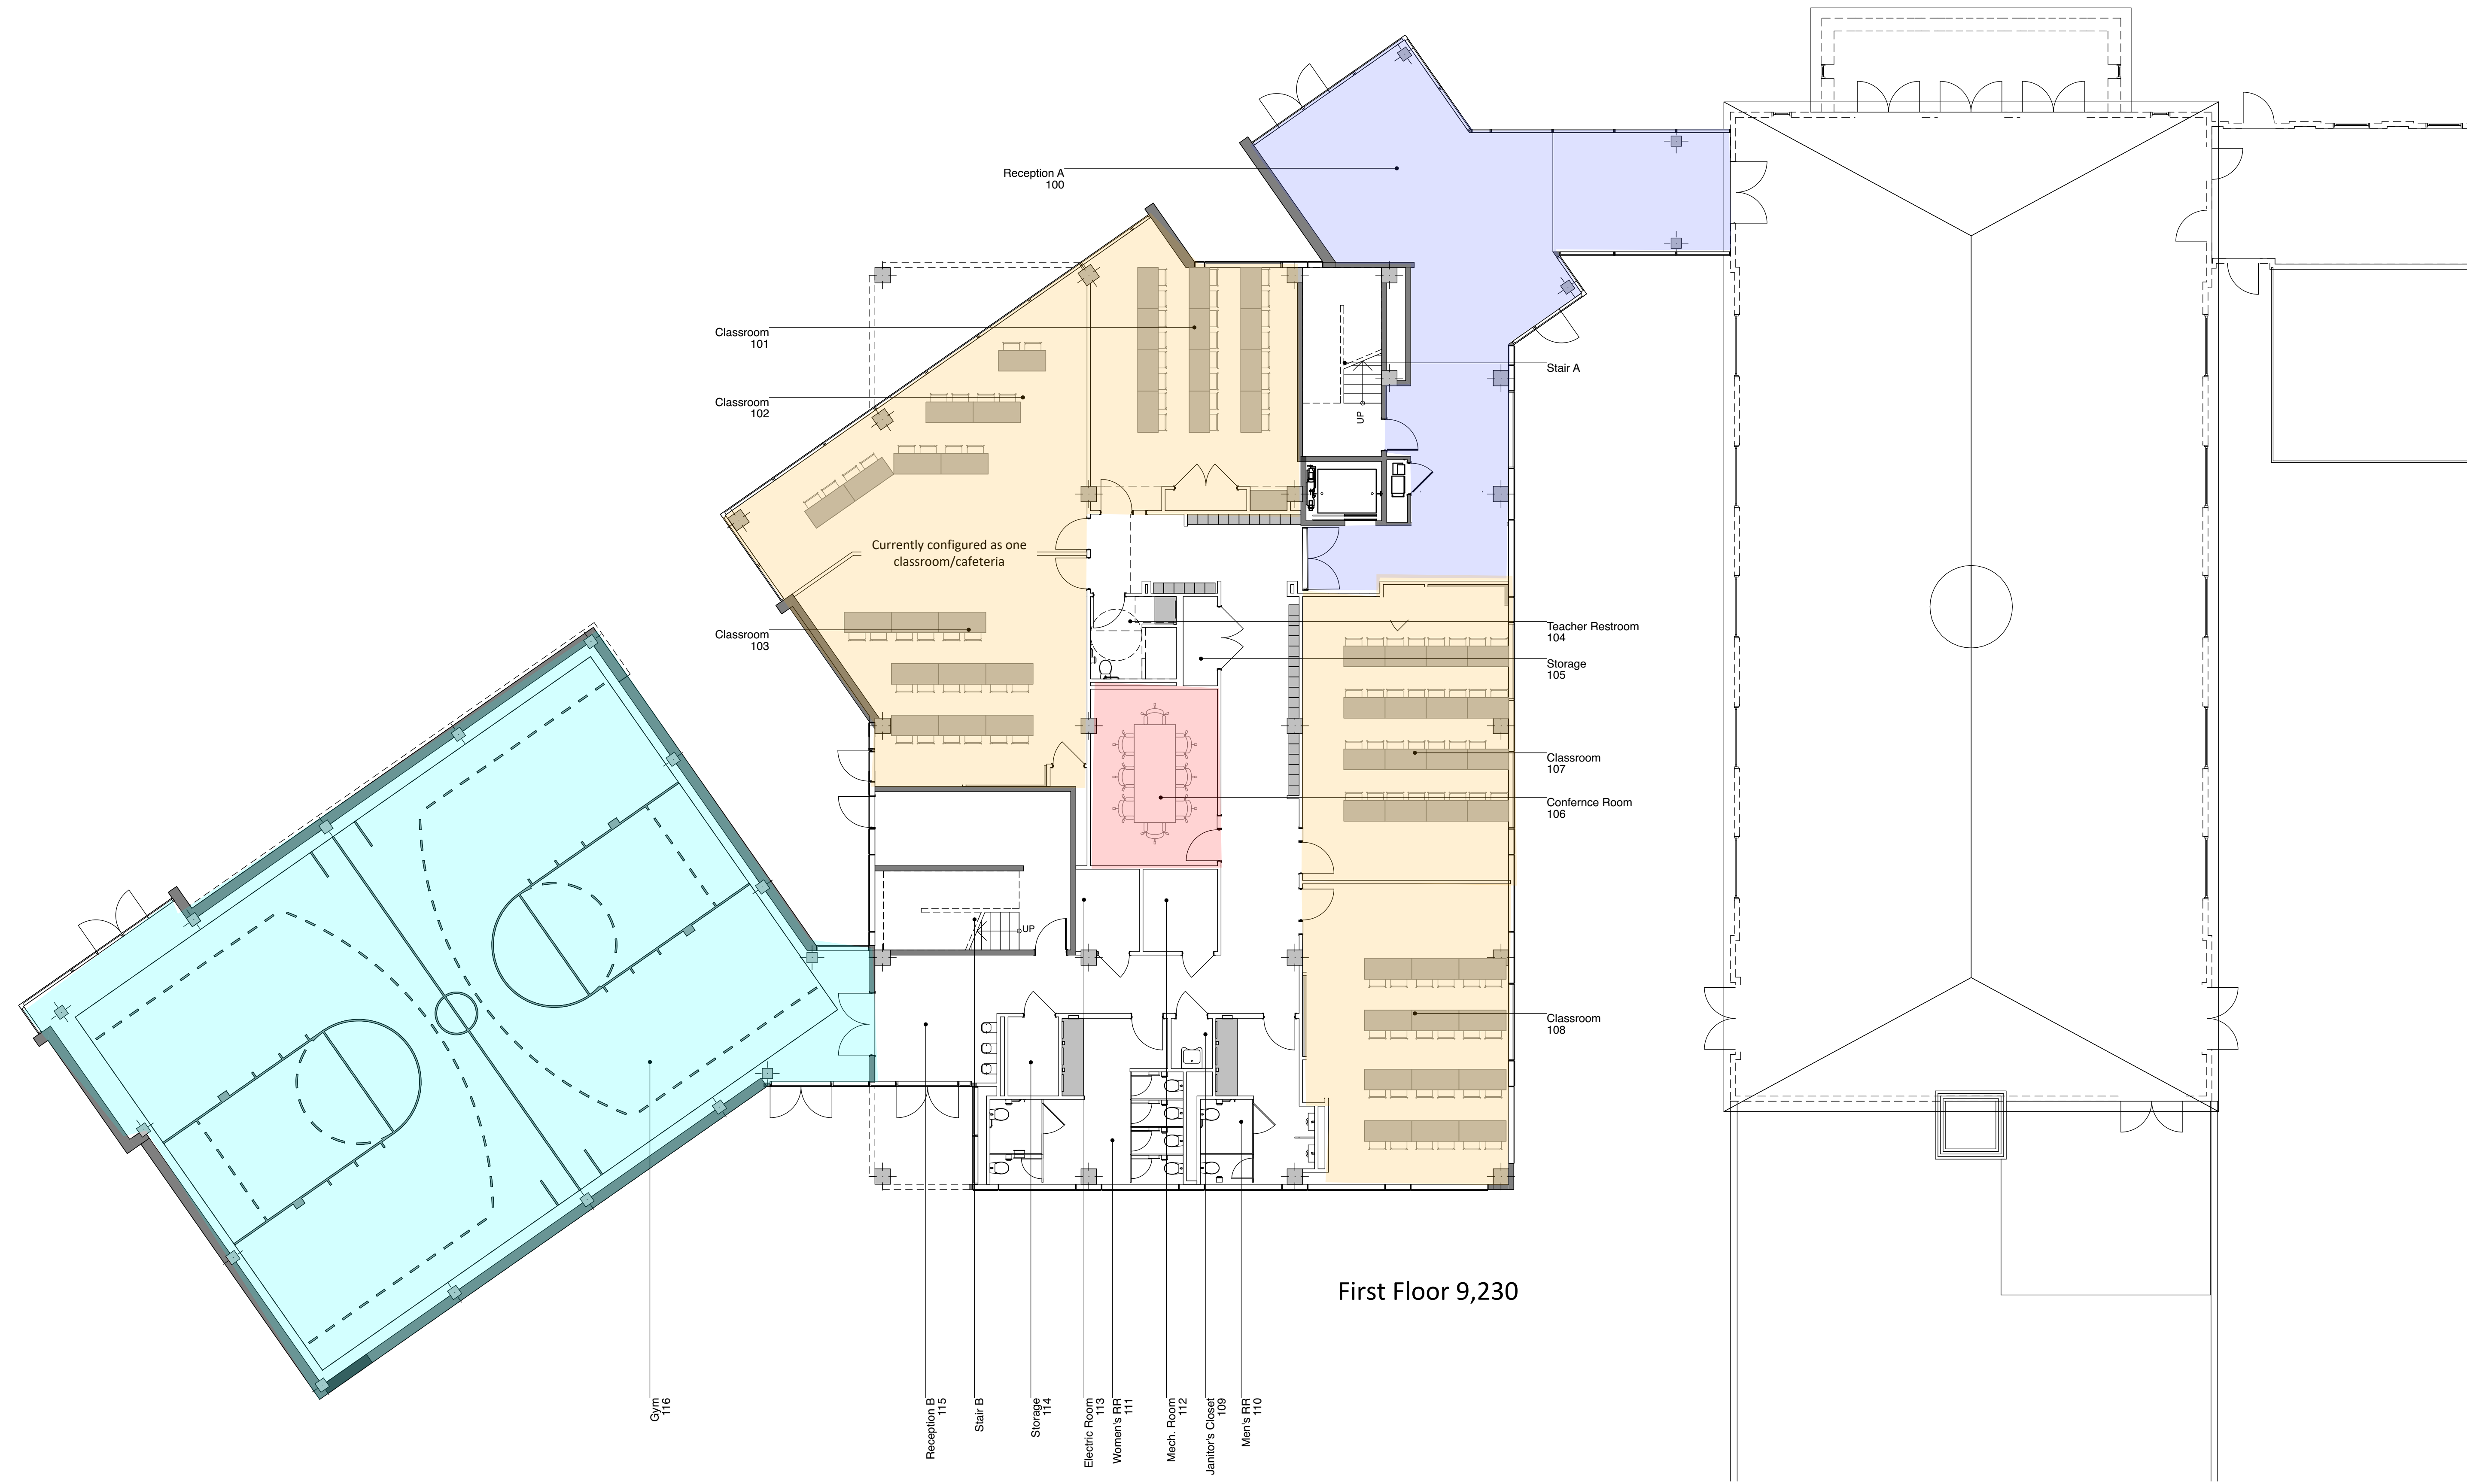 Reception A
100
Classroom
101
Stair A
Classroom
102
UP
Currently configured as one
classroom/cafeteria
Teacher Restroom
104
Classroom
103
Storage
105
Classroom
107
Confernce Room
106
UP
Classroom
108
First Floor 9,230
Gym
116
Reception B
115
Stair B
Storage
114
Electric Room
113
Women's RR
111
Mech. Room
112
Janitor's Closet
109
Men's RR
110